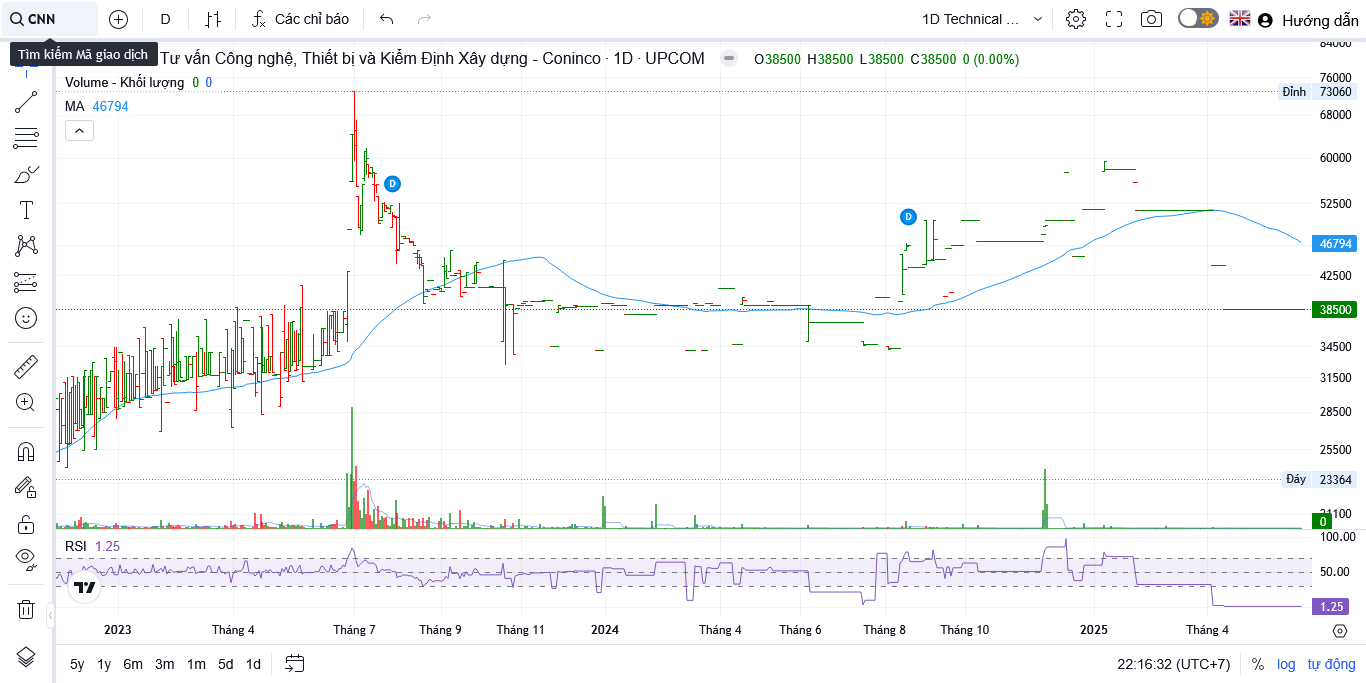 CNN
D
Các chỉ báo
1D Technical ...
Hướng dẫn
Tìm kiếm Mã giao dịch
Tư vấn Công nghệ, Thiết bị và Kiểm Định Xây dựng - Coninco · 1D · UPCOM
O38500 H38500 L38500 C38500 0 (0.00%)
Volume - Khối lượng 0 0
MA 46794
84000
76000
Đỉnh 73060
68000
60000
52500
46794
42500
38500
34500
31500
28500
25500
Đáy 23364
21100
0
D
D
RSI 1.25
100.00
50.00
1.25
2023
Tháng 4
Tháng 7
Tháng 9
Tháng 11
2024
Tháng 4
Tháng 6
Tháng 8
Tháng 10
2025
Tháng 4
5y 1y 6m 3m 1m 5d 1d
22:16:32 (UTC+7)
% log tự động